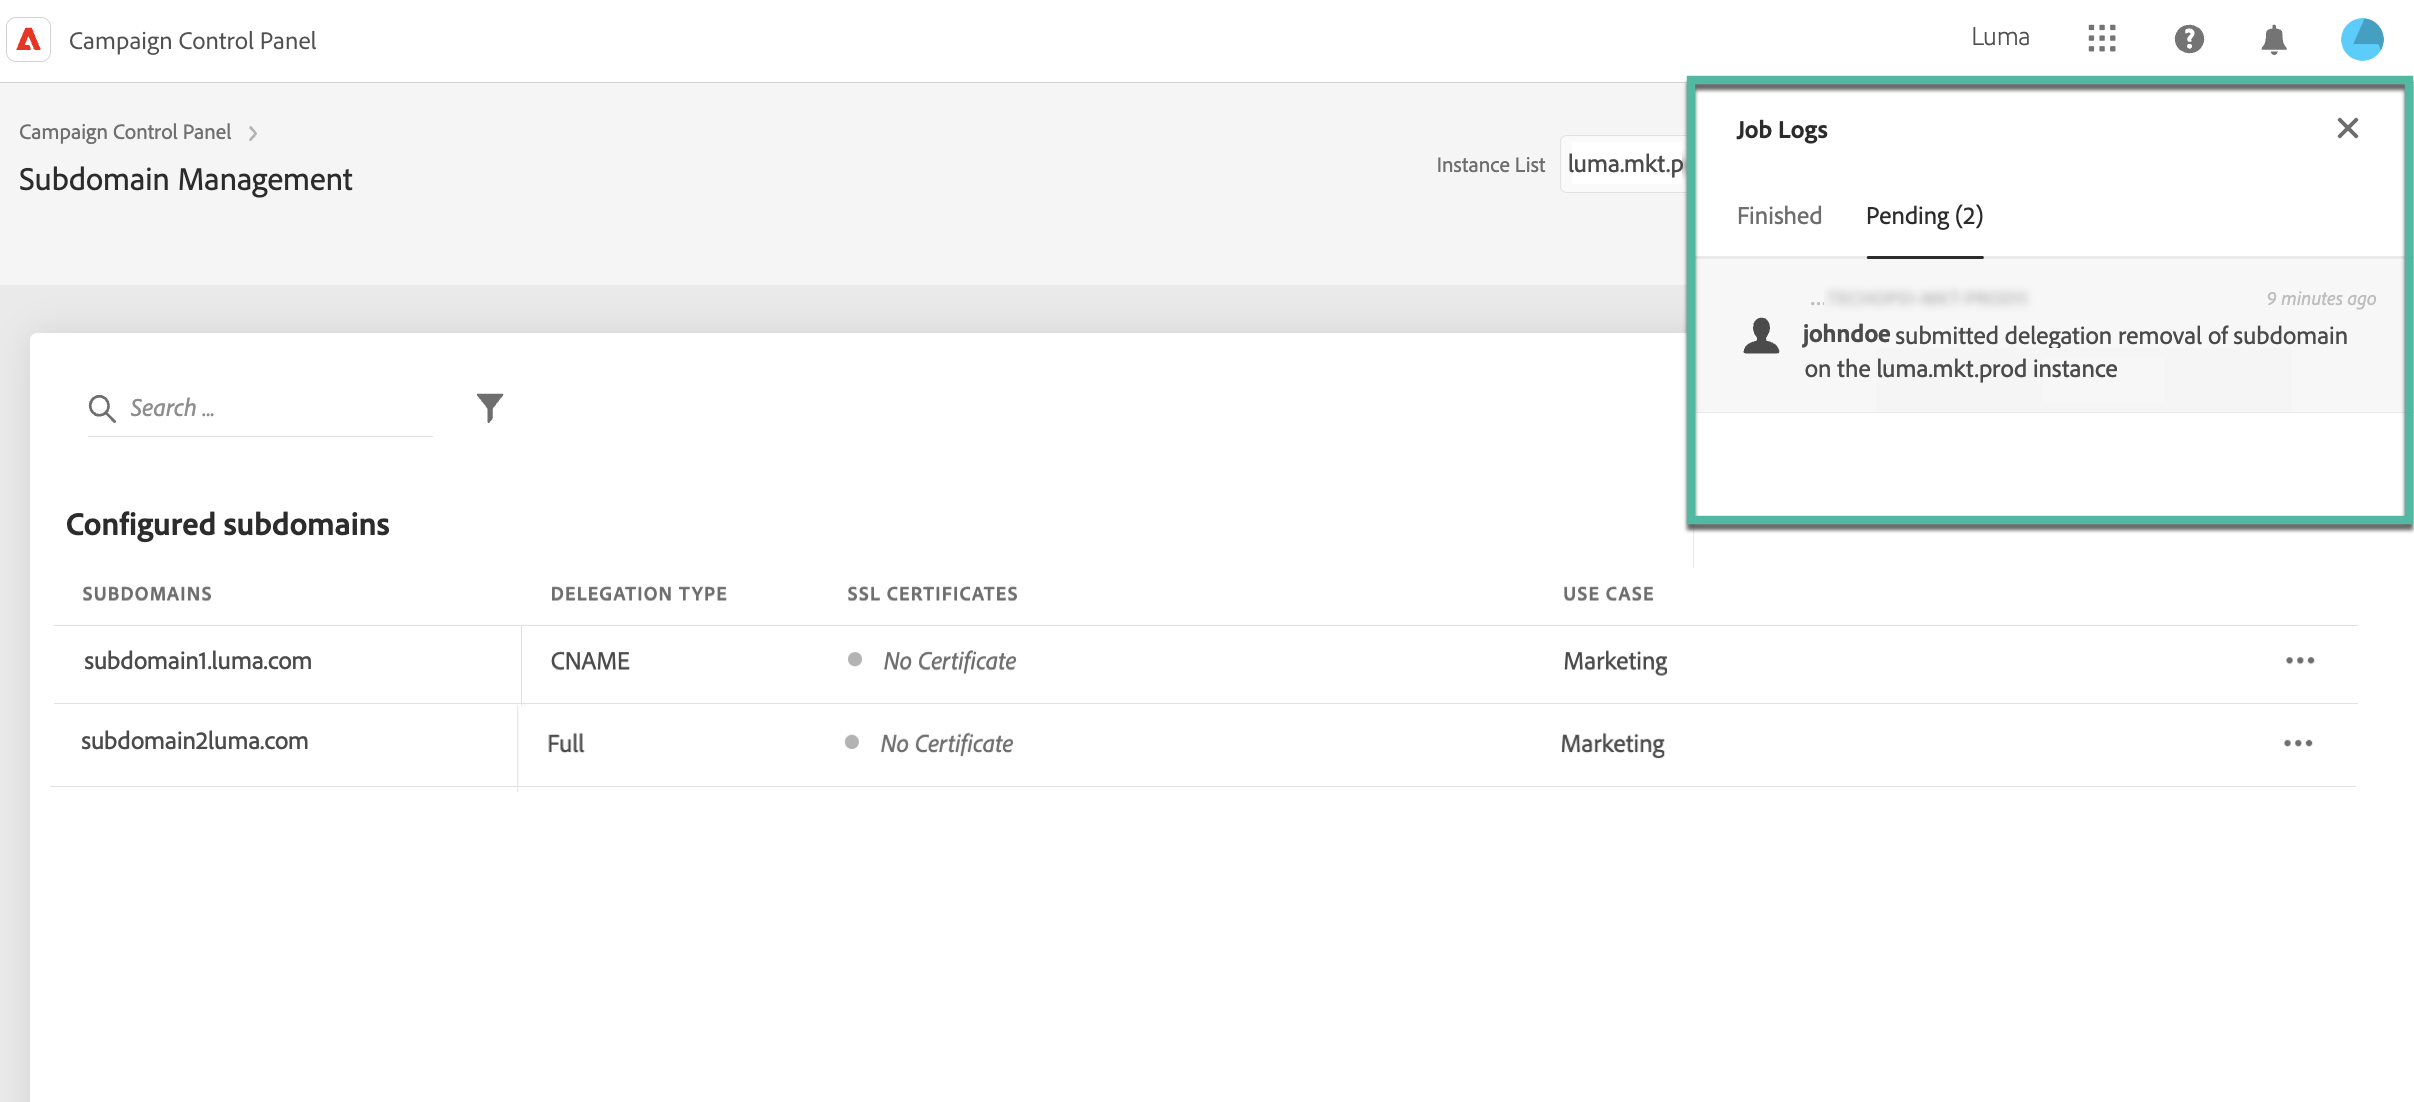 Campaign Control Panel
Luma
Campaign Control Panel
Subdomain Management
Instance List
luma.mkt.p
Job Logs
Finished
Pending (2)
...
9 minutes ago
johndoe submitted delegation removal of subdomain
on the luma.mkt.prod instance
Search ...
Configured subdomains
SUBDOMAINS DELEGATION TYPE SSL CERTIFICATES USE CASE
subdomain1.luma.com CNAME No Certificate Marketing
subdomain2luma.com Full No Certificate Marketing